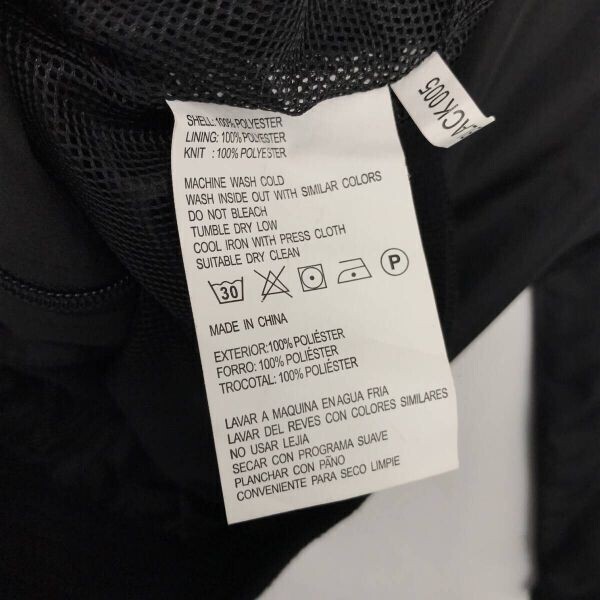 SHELL:100% POLYESTER
LINING: 100% POLYESTER
KNIT : 100% POLYESTER
MACHINE WASH COLD
WASH INSIDE OUT WITH SIMILAR COLORS
DO NOT BLEACH
TUMBLE DRY LOW
COOL IRON WITH PRESS CLOTH
SUITABLE DRY CLEAN
30
P
MADE IN CHINA
EXTERIOR:100% POLIÉSTER
FORRO: 100% POLIÉSTER
TROCOTAL: 100% POLIÉSTER
LAVAR A MAQUINA EN AGUA FRIA
LAVAR DEL REVES CON COLORES SIMILARES
NO USAR LEJIA
SECAR CON PROGRAMA SUAVE
PLANCHAR CON PAÑO
CONVENIENTE PARA SECO LIMPIE
005